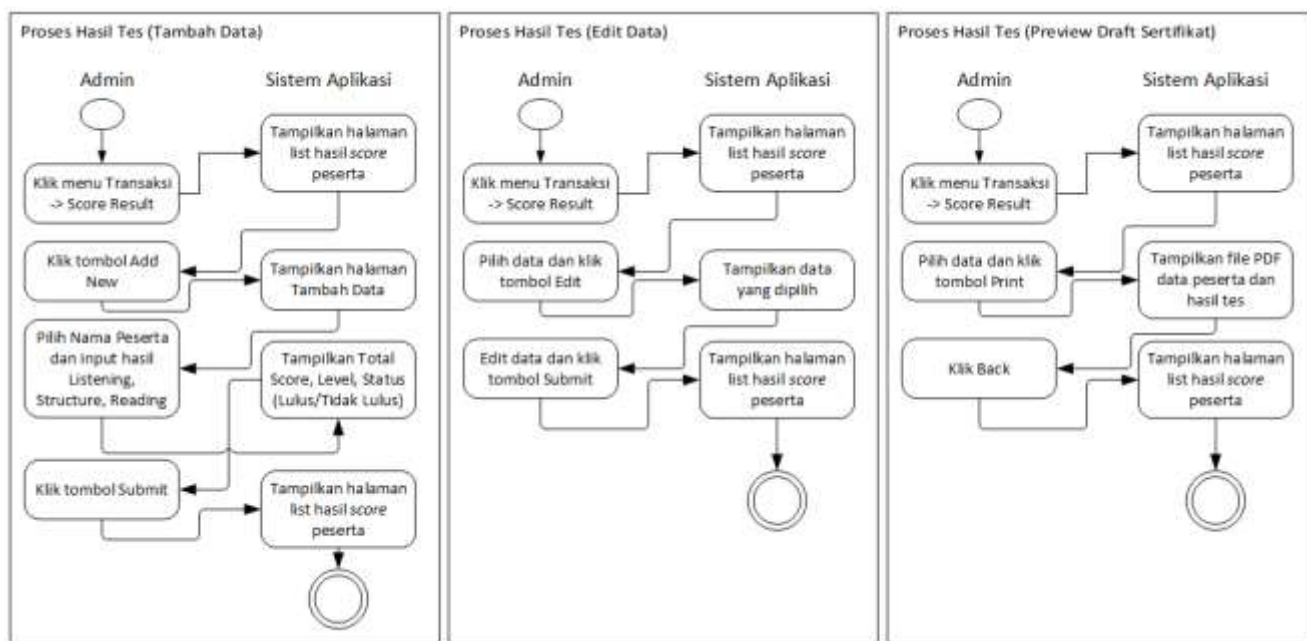 Proses Hasil Tes (Tambah Data)
Admin
Sistem Aplikasi
Tampilkan halaman
list hasil score
peserta
Klik menu Transaksi
-> Score Result
Klik tombol Add
New
Tampilkan halaman
Tambah Data
Pilih Nama Peserta
dan input hasil
Listening,
Structure, Reading
Tampilkan Total
Score, Level, Status
(Lulus/Tidak Lulus)
Klik tombol Submit
Tampilkan halaman
list hasil score
peserta
Proses Hasil Tes (Edit Data)
Admin
Sistem Aplikasi
Tampilkan halaman
list hasil score
peserta
Klik menu Transaksi
-> Score Result
Pilih data dan klik
tombol Edit
Tampilkan data
yang dipilih
Edit data dan klik
tombol Submit
Tampilkan halaman
list hasil score
peserta
Proses Hasil Tes (Preview Draft Sertifikat)
Admin
Sistem Aplikasi
Tampilkan halaman
list hasil score
peserta
Klik menu Transaksi
-> Score Result
Pilih data dan klik
tombol Print
Tampilkan file PDF
data peserta dan
hasil tes
Klik Back
Tampilkan halaman
list hasil score
peserta